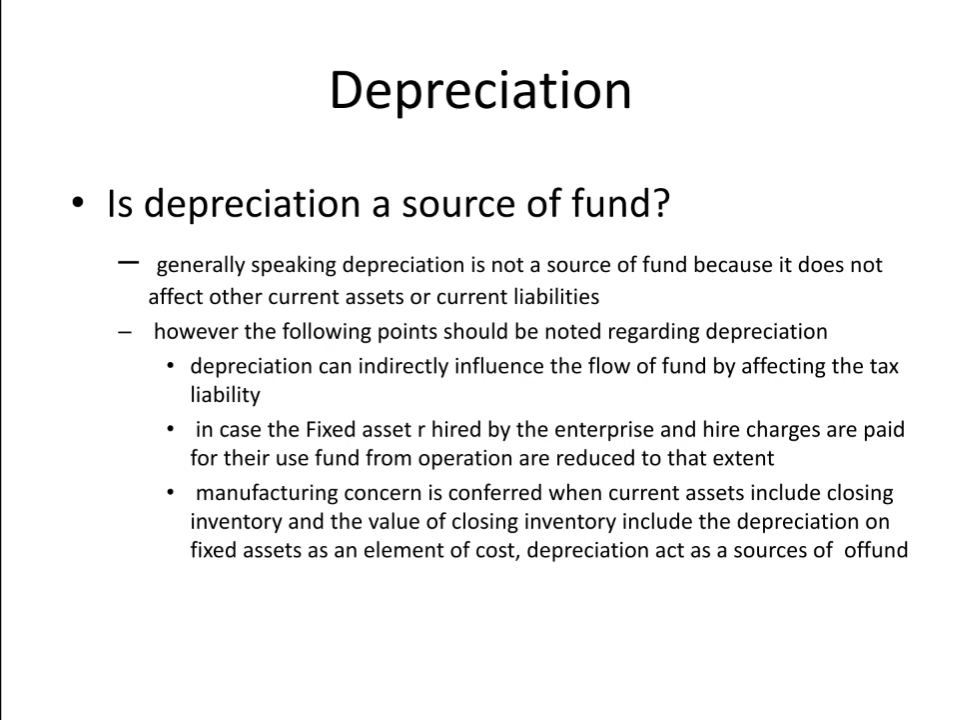 Depreciation
• Is depreciation a source of fund?
– generally speaking depreciation is not a source of fund because it does not
affect other current assets or current liabilities
– however the following points should be noted regarding depreciation
• depreciation can indirectly influence the flow of fund by affecting the tax
liability
• in case the Fixed asset r hired by the enterprise and hire charges are paid
for their use fund from operation are reduced to that extent
• manufacturing concern is conferred when current assets include closing
inventory and the value of closing inventory include the depreciation on
fixed assets as an element of cost, depreciation act as a sources of offund